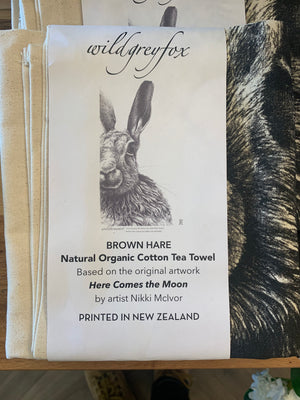 wildgreyfox
BROWN HARE
Natural Organic Cotton Tea Towel
Based on the original artwork
Here Comes the Moon
by artist Nikki McIvor
PRINTED IN NEW ZEALAND